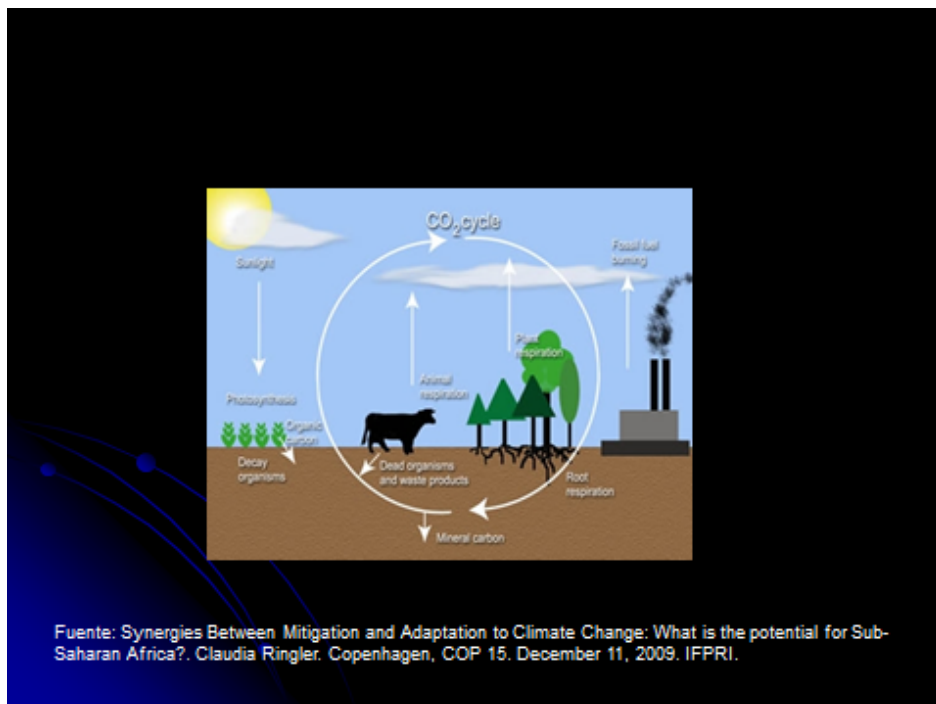 CO2cycle
Sunlight
Fossil fuel
burning
Plant
respiration
Animal
respiration
Photosynthesis
Organic
carbon
Decay
organisms
Dead organisms
and waste products
Root
respiration
Mineral carbon
Fuente: Synergies Between Mitigation and Adaptation to Climate Change: What is the potential for Sub-
Saharan Africa?. Claudia Ringler. Copenhagen, COP 15. December 11, 2009. IFPRI.